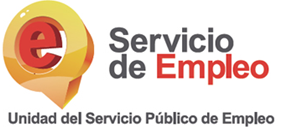 e
Servicio
de Empleo
Unidad del Servicio Público de Empleo